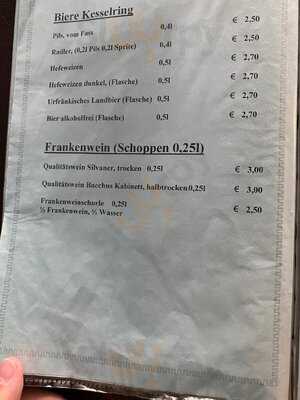 Biere Kesselring
Pils, vom Fass 0,4l € 2,50
Radler, (0,2l Pils 0,2l Sprite) 0,4l € 2,50
Hefeweizen 0,5l € 2,70
Hefeweizen dunkel, (Flasche) 0,5l € 2,70
Urfränkisches Landbier (Flasche) 0,5l € 2,70
Bier alkoholfrei (Flasche) 0,5l € 2,70
Frankenwein (Schoppen 0,25l)
Qualitätswein Silvaner, trocken 0,25l € 3,00
Qualitätswein Bacchus Kabinett, halbtrocken 0,25l € 3,00
Frankenweinschorle 0,25l € 2,50
½ Frankenwein, ½ Wasser